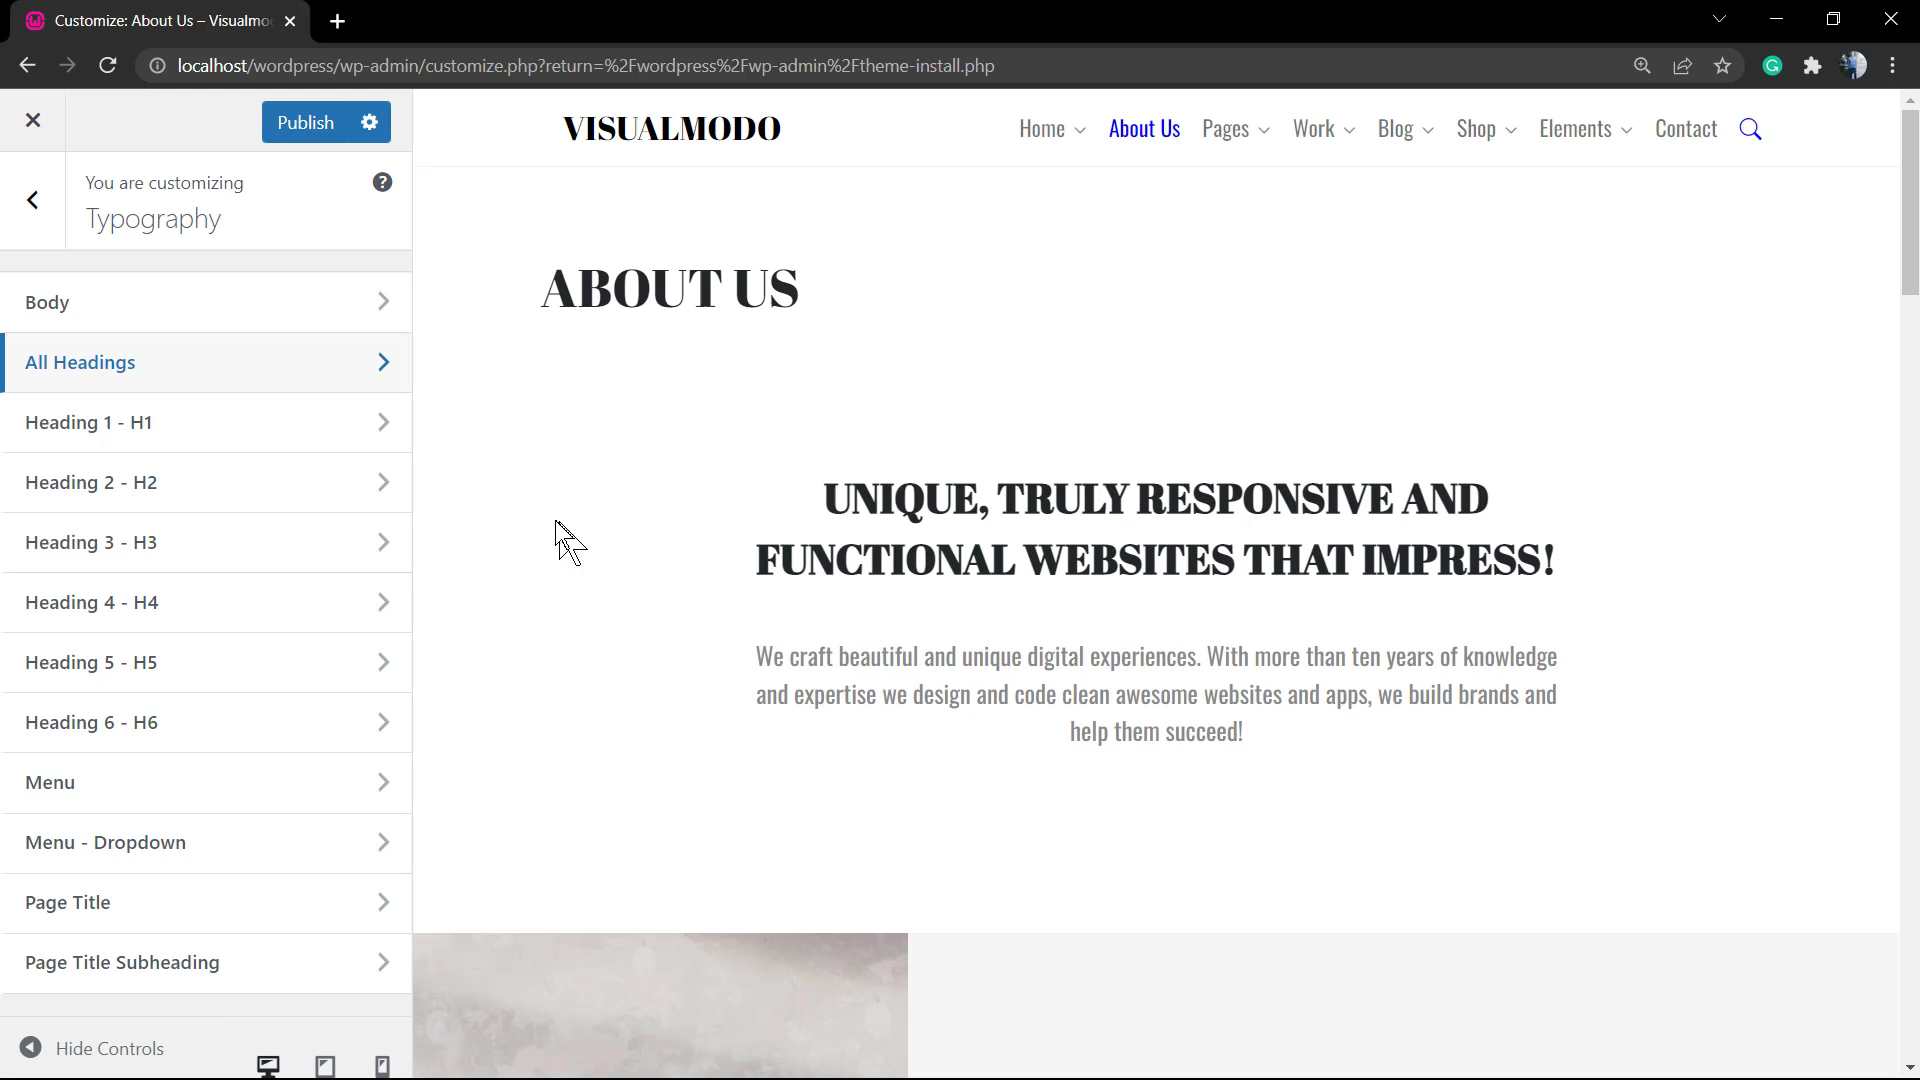 Customize: About Us – Visualmo
localhost/wordpress/wp-admin/customize.php?return=%2Fwordpress%2Fwp-admin%2Ftheme-install.php
Publish
You are customizing
Typography
Body
All Headings
Heading 1 - H1
Heading 2 - H2
Heading 3 - H3
Heading 4 - H4
Heading 5 - H5
Heading 6 - H6
Menu
Menu - Dropdown
Page Title
Page Title Subheading
Hide Controls
VISUALMODO
Home About Us Pages Work Blog Shop Elements Contact
ABOUT US
UNIQUE, TRULY RESPONSIVE AND
FUNCTIONAL WEBSITES THAT IMPRESS!
We craft beautiful and unique digital experiences. With more than ten years of knowledge
and expertise we design and code clean awesome websites and apps, we build brands and
help them succeed!